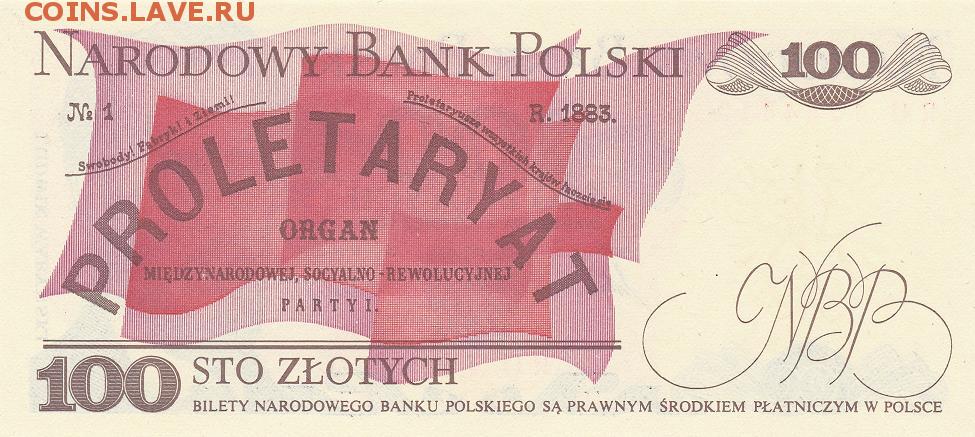 COINS.LAVE.RU
NARODOWY BANK POLSKI
100
№ 1
R. 1883.
Swobody! Fabryk! i Ziemi!
Proletaryusze wszystkich krajów łączcie się
PROLETARYAT
ORGAN
MIĘDZYNARODOWEJ, SOCYALNO-REWOLUCYJNEJ
PARTYI.
NBP
100 STO ZŁOTYCH
BILETY NARODOWEGO BANKU POLSKIEGO SĄ PRAWNYM ŚRODKIEM PŁATNICZYM W POLSCE